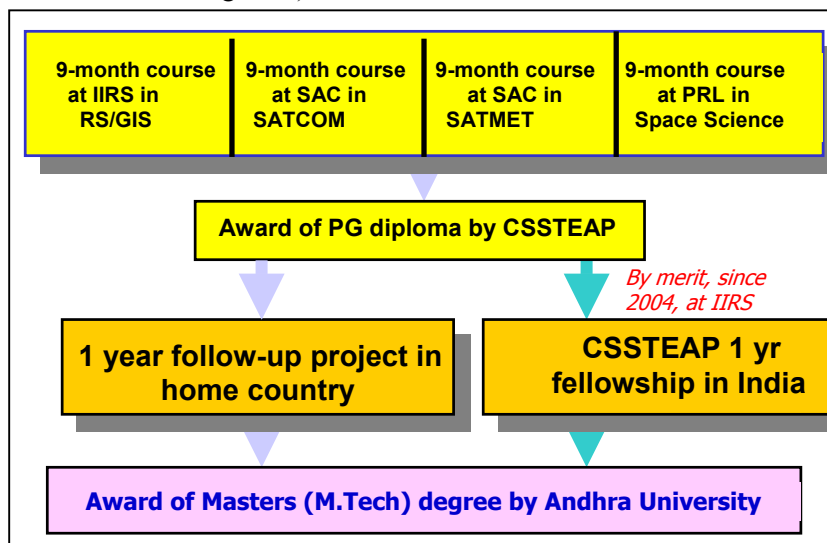 9-month course
at IIRS in
RS/GIS
9-month course
at SAC in
SATCOM
9-month course
at SAC in
SATMET
9-month course
at PRL in
Space Science
Award of PG diploma by CSSTEAP
By merit, since
2004, at IIRS
1 year follow-up project in
home country
CSSTEAP 1 yr
fellowship in India
Award of Masters (M.Tech) degree by Andhra University